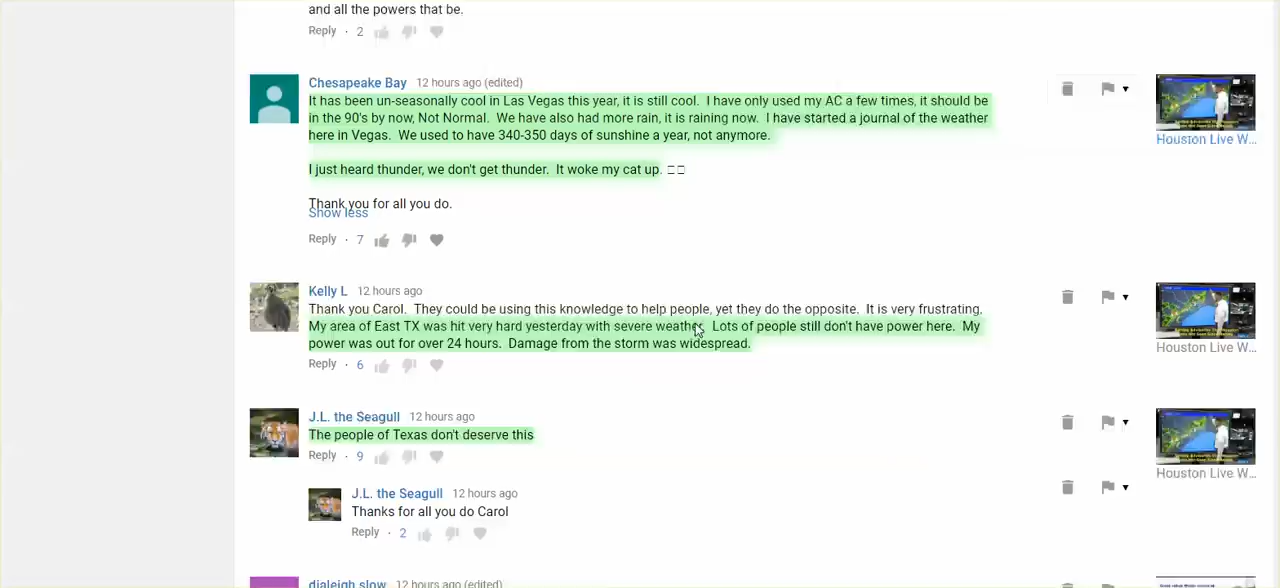 and all the powers that be.
Reply · 2
Chesapeake Bay 12 hours ago (edited)
It has been un-seasonally cool in Las Vegas this year, it is still cool. I have only used my AC a few times, it should be
in the 90's by now, Not Normal. We have also had more rain, it is raining now. I have started a journal of the weather
here in Vegas. We used to have 340-350 days of sunshine a year, not anymore.
I just heard thunder, we don't get thunder. It woke my cat up. □□
Thank you for all you do.
Show less
Reply · 7
Houston Live W...
Kelly L 12 hours ago
Thank you Carol. They could be using this knowledge to help people, yet they do the opposite. It is very frustrating.
My area of East TX was hit very hard yesterday with severe weather. Lots of people still don't have power here. My
power was out for over 24 hours. Damage from the storm was widespread.
Reply · 6
Houston Live W...
J.L. the Seagull 12 hours ago
The people of Texas don't deserve this
Reply · 9
Houston Live W...
J.L. the Seagull 12 hours ago
Thanks for all you do Carol
Reply · 2
dialeigh slow 12 hours ago (edited)